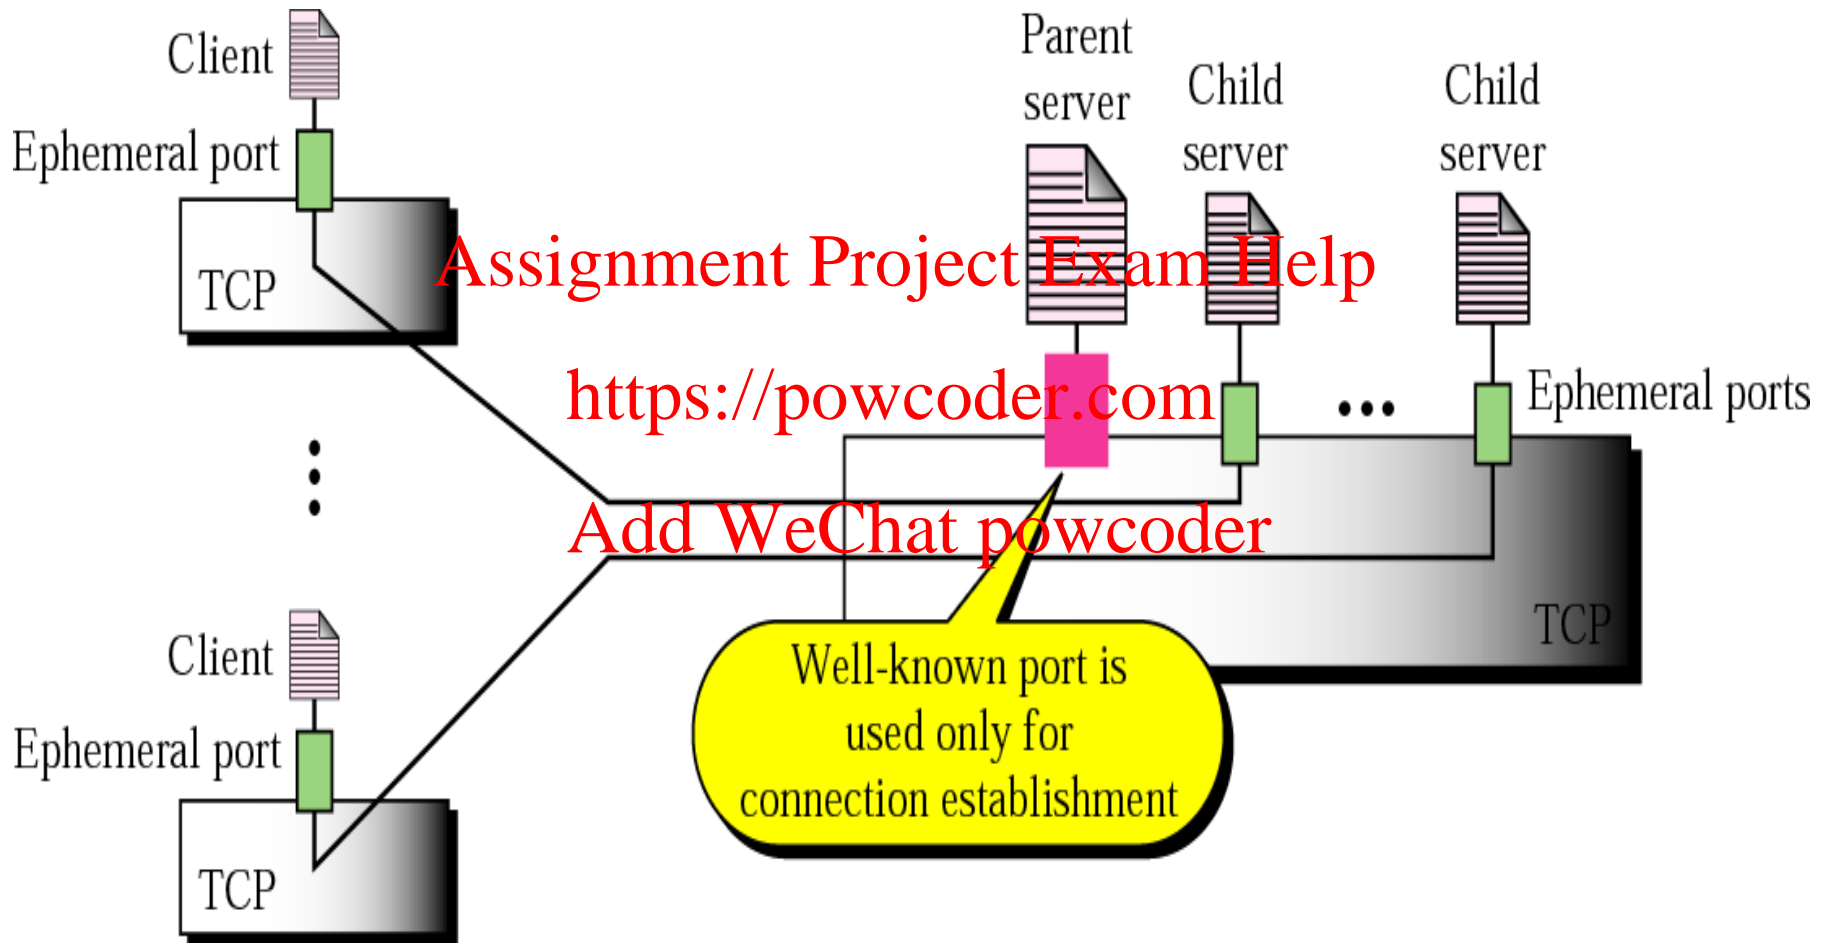 Client
Ephemeral port
TCP
Parent
server
Child
server
Child
server
Assignment Project Exam Help
https://powcoder.com
Ephemeral ports
Add WeChat powcoder
TCP
Well-known port is
used only for
connection establishment
Client
Ephemeral port
TCP